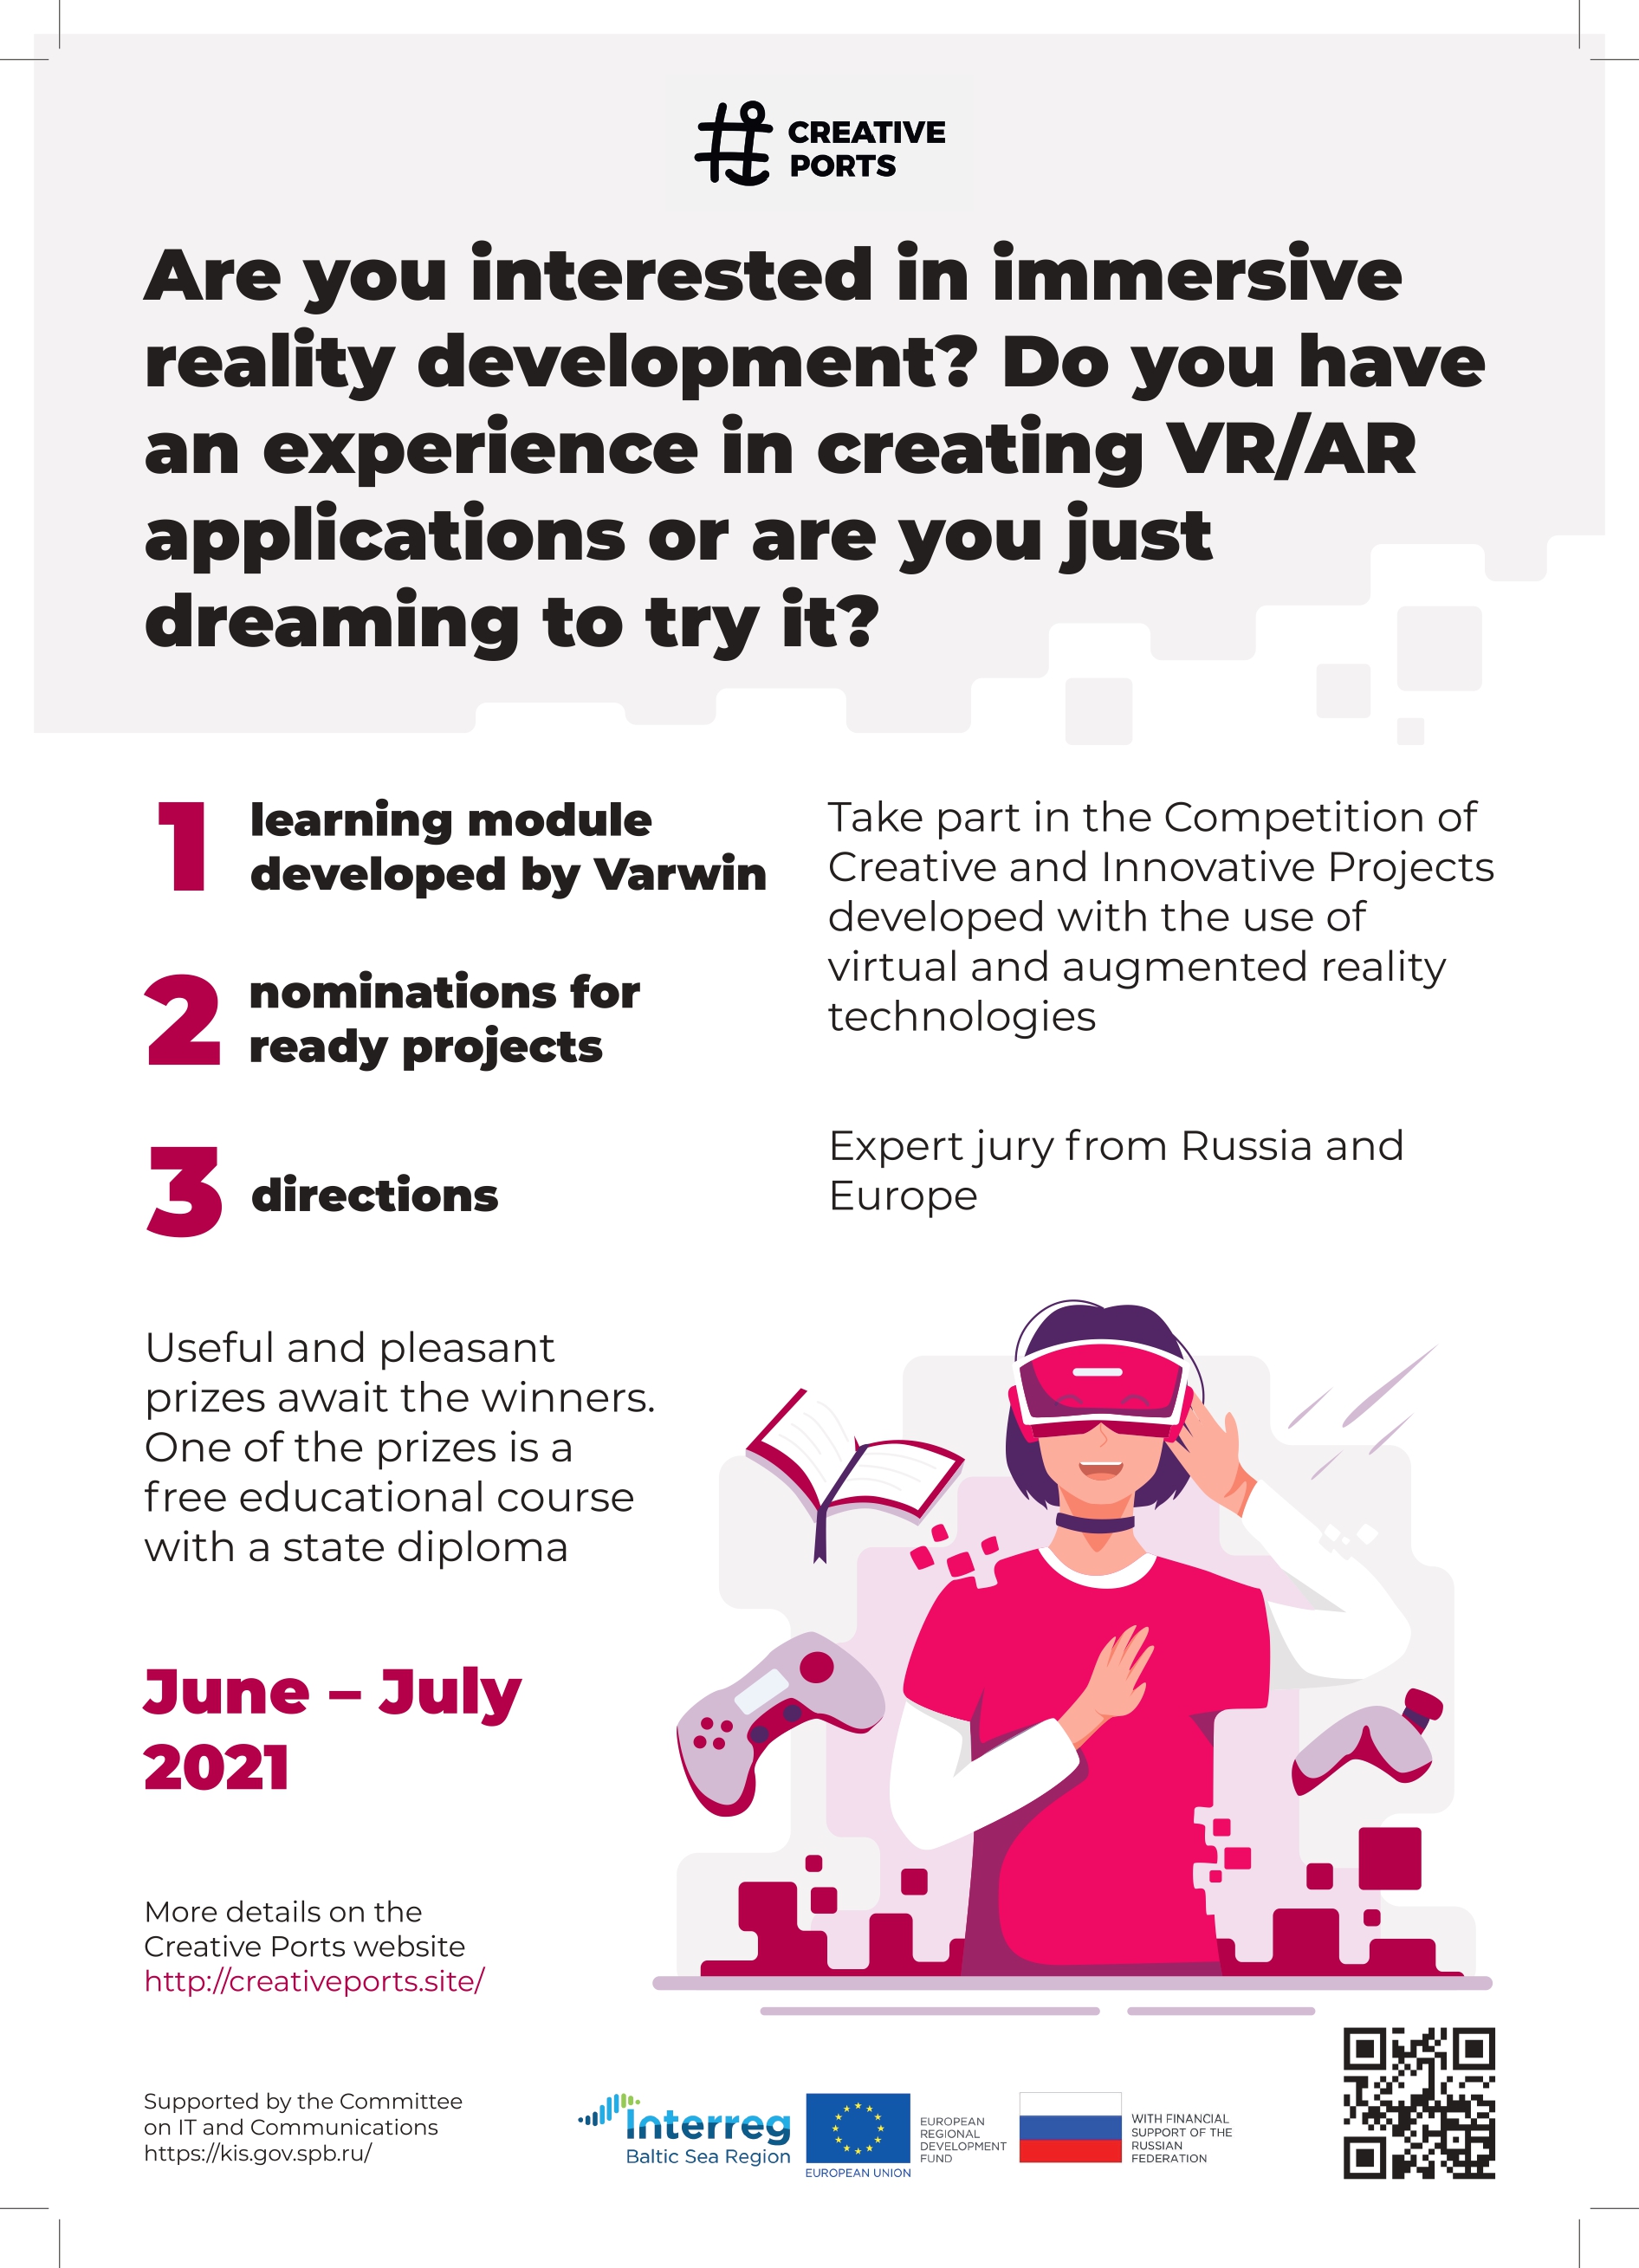 CREATIVE
PORTS
Are you interested in immersive
reality development? Do you have
an experience in creating VR/AR
applications or are you just
dreaming to try it?
1 learning module
developed by Varwin
2 nominations for
ready projects
3 directions
Take part in the Competition of
Creative and Innovative Projects
developed with the use of
virtual and augmented reality
technologies
Expert jury from Russia and
Europe
Useful and pleasant
prizes await the winners.
One of the prizes is a
free educational course
with a state diploma
June – July
2021
More details on the
Creative Ports website
http://creativeports.site/
Supported by the Committee
on IT and Communications
https://kis.gov.spb.ru/
Interreg
Baltic Sea Region
EUROPEAN UNION
EUROPEAN
REGIONAL
DEVELOPMENT
FUND
WITH FINANCIAL
SUPPORT OF THE
RUSSIAN
FEDERATION